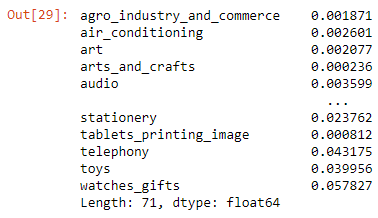 Out[29]: agro_industry_and_commerce 0.001871
air_conditioning 0.002601
art 0.002077
arts_and_crafts 0.000236
audio 0.003599
...
stationery 0.023762
tablets_printing_image 0.000812
telephony 0.043175
toys 0.039956
watches_gifts 0.057827
Length: 71, dtype: float64